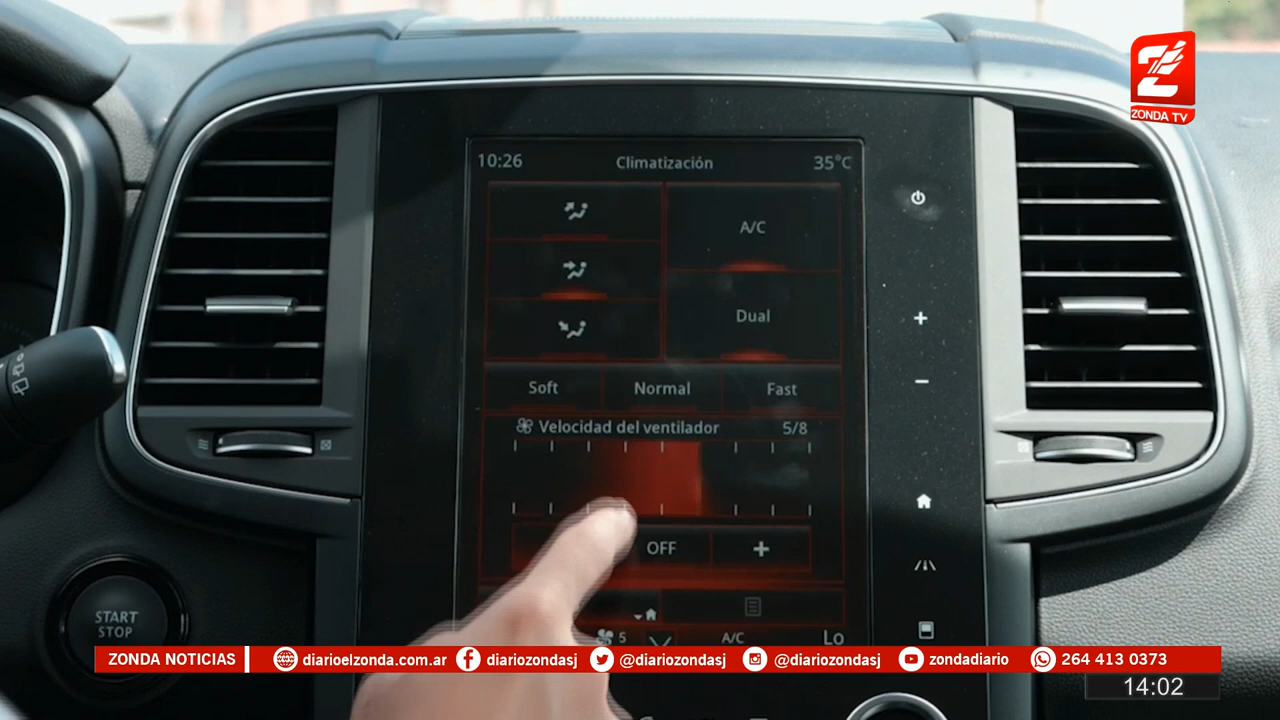 ZONDA TV
10:26 Climatización 35°C
A/C
Dual
Soft Normal Fast
Velocidad del ventilador 5/8
OFF +
5 A/C Lo
START
STOP
ZONDA NOTICIAS diarioelzonda.com.ar diariozondasj @diariozondasj @diariozondasj zondadiario 264 413 0373
14:02